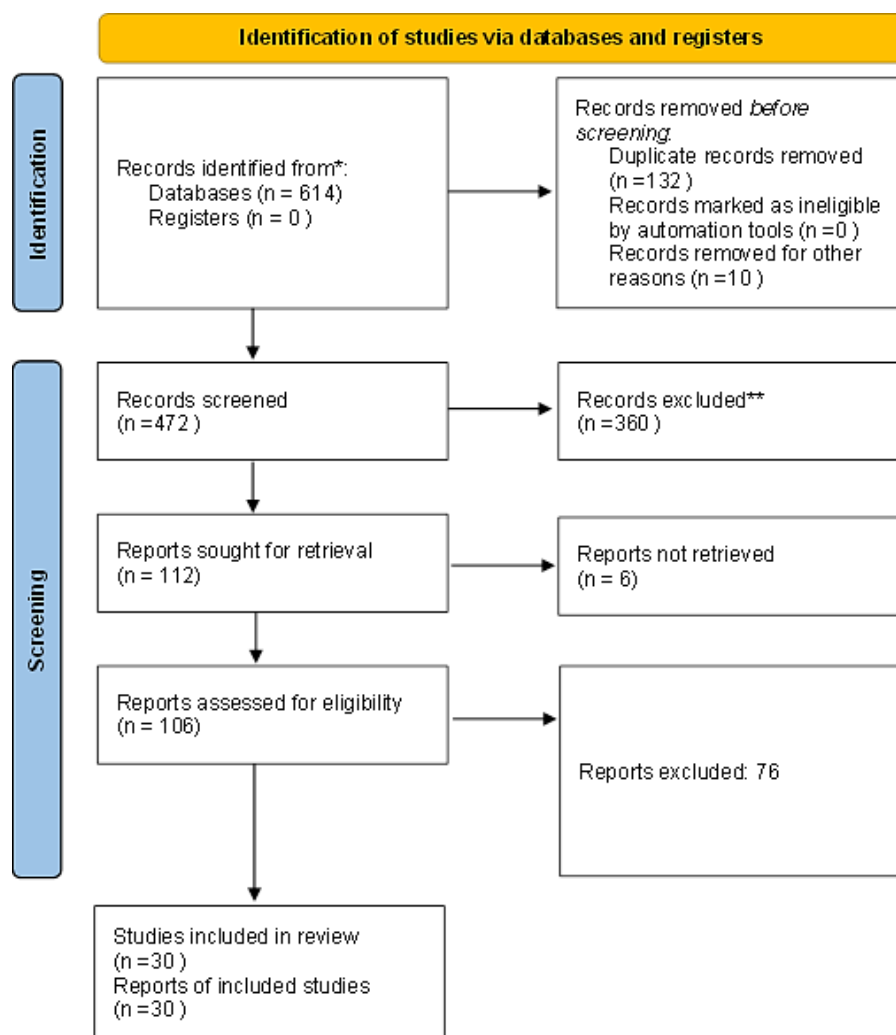 Identification of studies via databases and registers
Identification
Records identified from*:
Databases (n = 614)
Registers (n = 0 )
Records removed before
screening:
Duplicate records removed
(n =132 )
Records marked as ineligible
by automation tools (n =0 )
Records removed for other
reasons (n =10 )
Screening
Records screened
(n =472 )
Records excluded**
(n =360 )
Reports sought for retrieval
(n = 112)
Reports not retrieved
(n = 6)
Reports assessed for eligibility
(n = 106)
Reports excluded: 76
Studies included in review
(n =30 )
Reports of included studies
(n =30 )